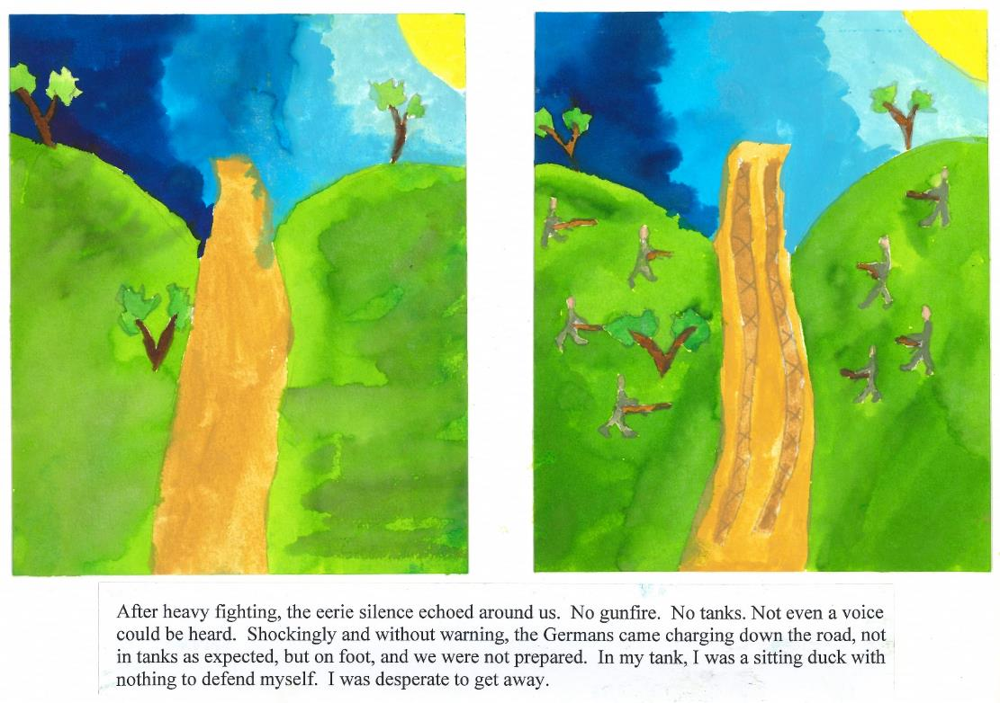 After heavy fighting, the eerie silence echoed around us.  No gunfire.  No tanks. Not even a voice
could be heard.  Shockingly and without warning, the Germans came charging down the road, not
in tanks as expected, but on foot, and we were not prepared.  In my tank, I was a sitting duck with
nothing to defend myself.  I was desperate to get away.